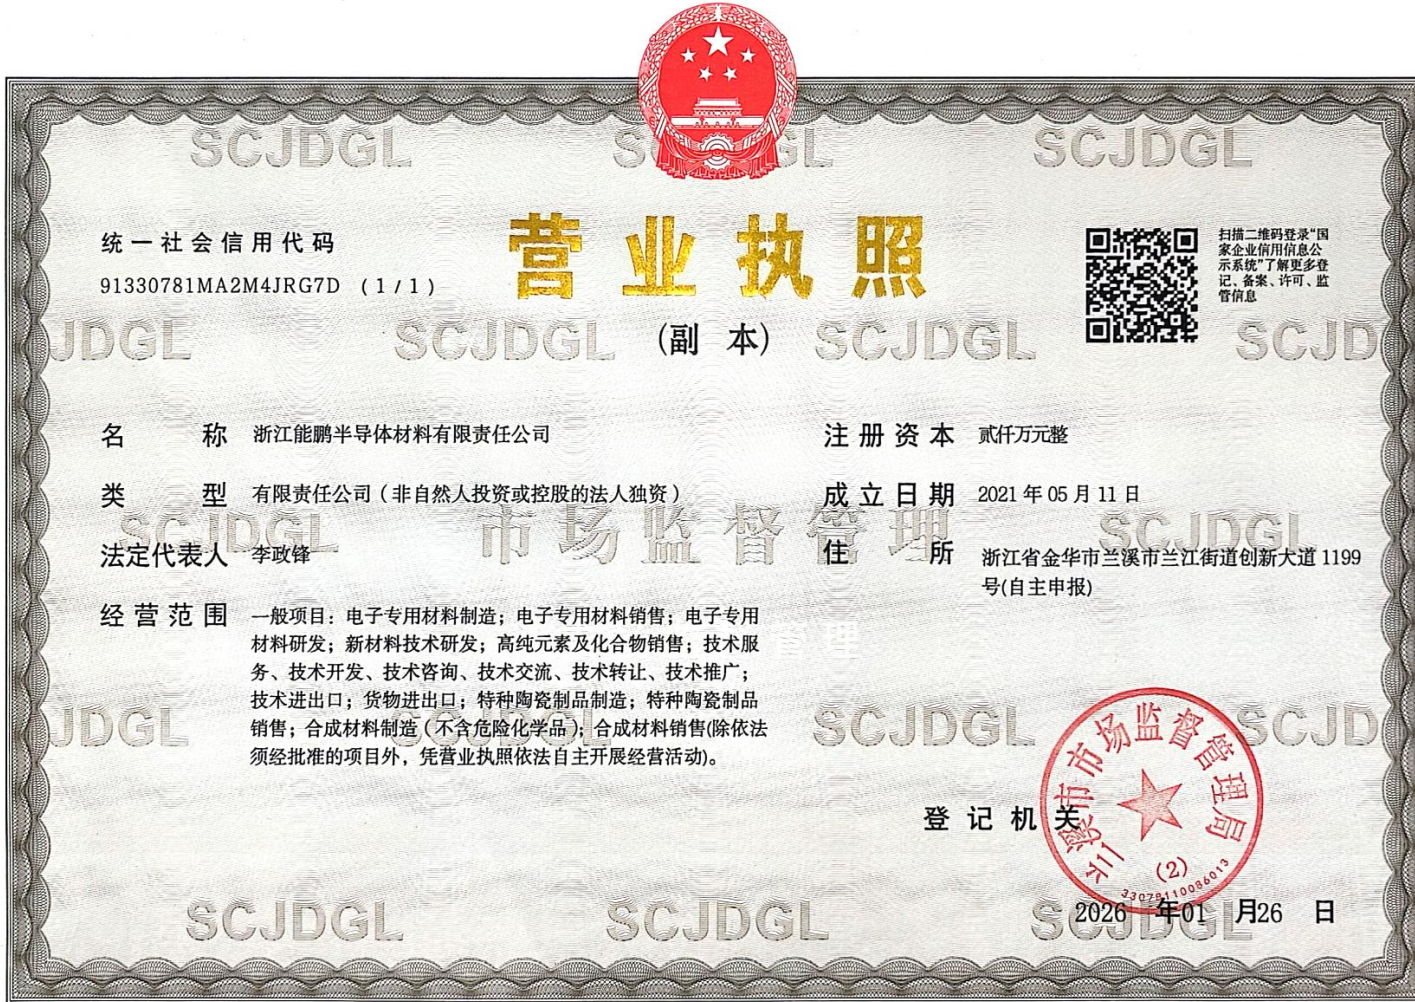 营业执照
(副 本)
统一社会信用代码
91330781MA2M4JRG7D (1/1)
扫描二维码登录“国
家企业信用信息公
示系统”了解更多登
记、备案、许可、监
管信息
名 称 浙江能鹏半导体材料有限责任公司
类 型 有限责任公司(非自然人投资或控股的法人独资)
法定代表人 李政锋
经营范围 一般项目：电子专用材料制造；电子专用材料销售；电子专用
材料研发；新材料技术研发；高纯元素及化合物销售；技术服
务、技术开发、技术咨询、技术交流、技术转让、技术推广；
技术进出口；货物进出口；特种陶瓷制品制造；特种陶瓷制品
销售；合成材料制造（不含危险化学品）；合成材料销售(除依法
须经批准的项目外，凭营业执照依法自主开展经营活动)。
注册资本 贰仟万元整
成立日期 2021年05月11日
住 所 浙江省金华市兰溪市兰江街道创新大道1199
号(自主申报)
登记机关
兰溪市市场监督管理局
(2)
33078110086013
2026 年01 月26 日
SCJDGL
市场监督管理